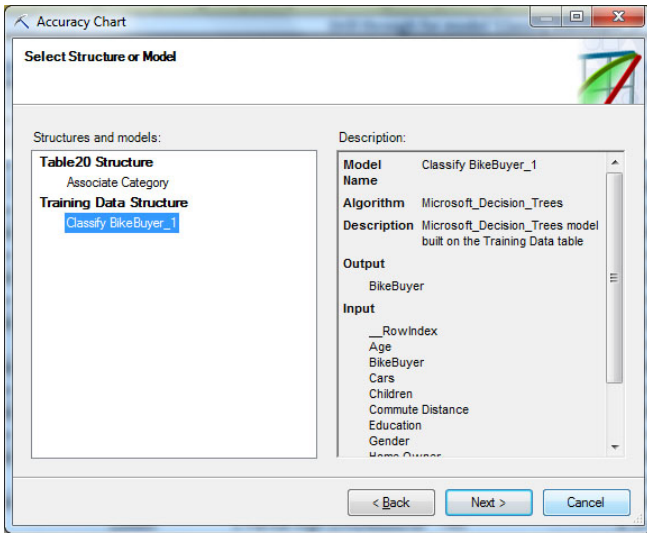 Accuracy Chart
Select Structure or Model
Structures and models:
Table20 Structure
Associate Category
Training Data Structure
Classify BikeBuyer_1
Description:
Model Name Classify BikeBuyer_1
Algorithm Microsoft_Decision_Trees
Description Microsoft_Decision_Trees model
built on the Training Data table
Output
BikeBuyer
Input
__RowIndex
Age
BikeBuyer
Cars
Children
Commute Distance
Education
Gender
Home Owner
< Back
Next >
Cancel